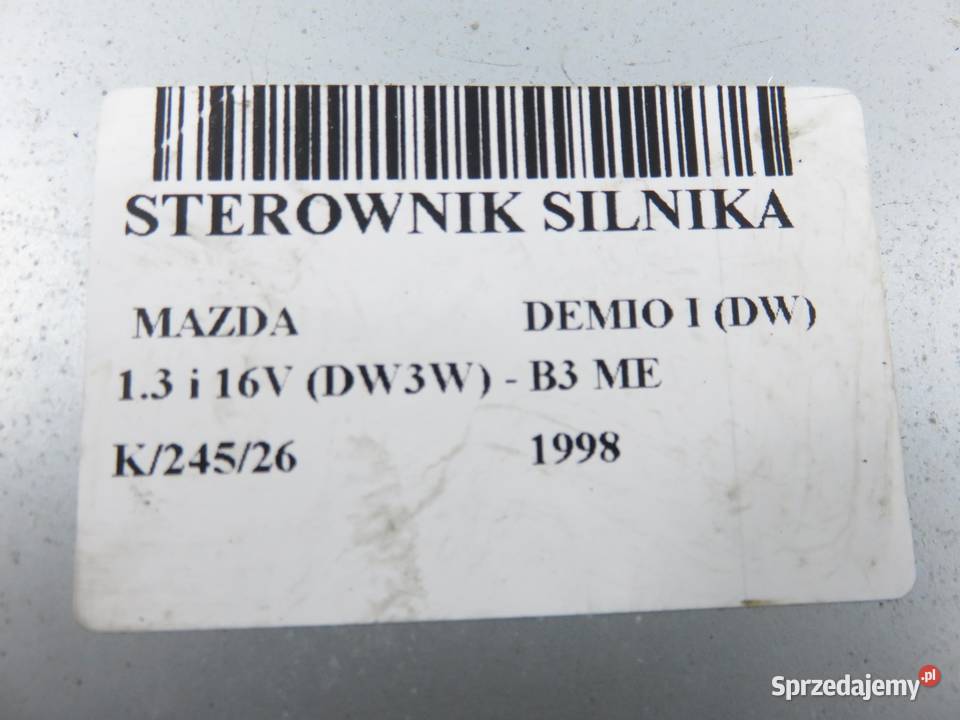 STEROWNIK SILNIKA
MAZDA DEMIO I (DW)
1.3 i 16V (DW3W) - B3 ME
K/245/26 1998
Sprzedajemy.pl